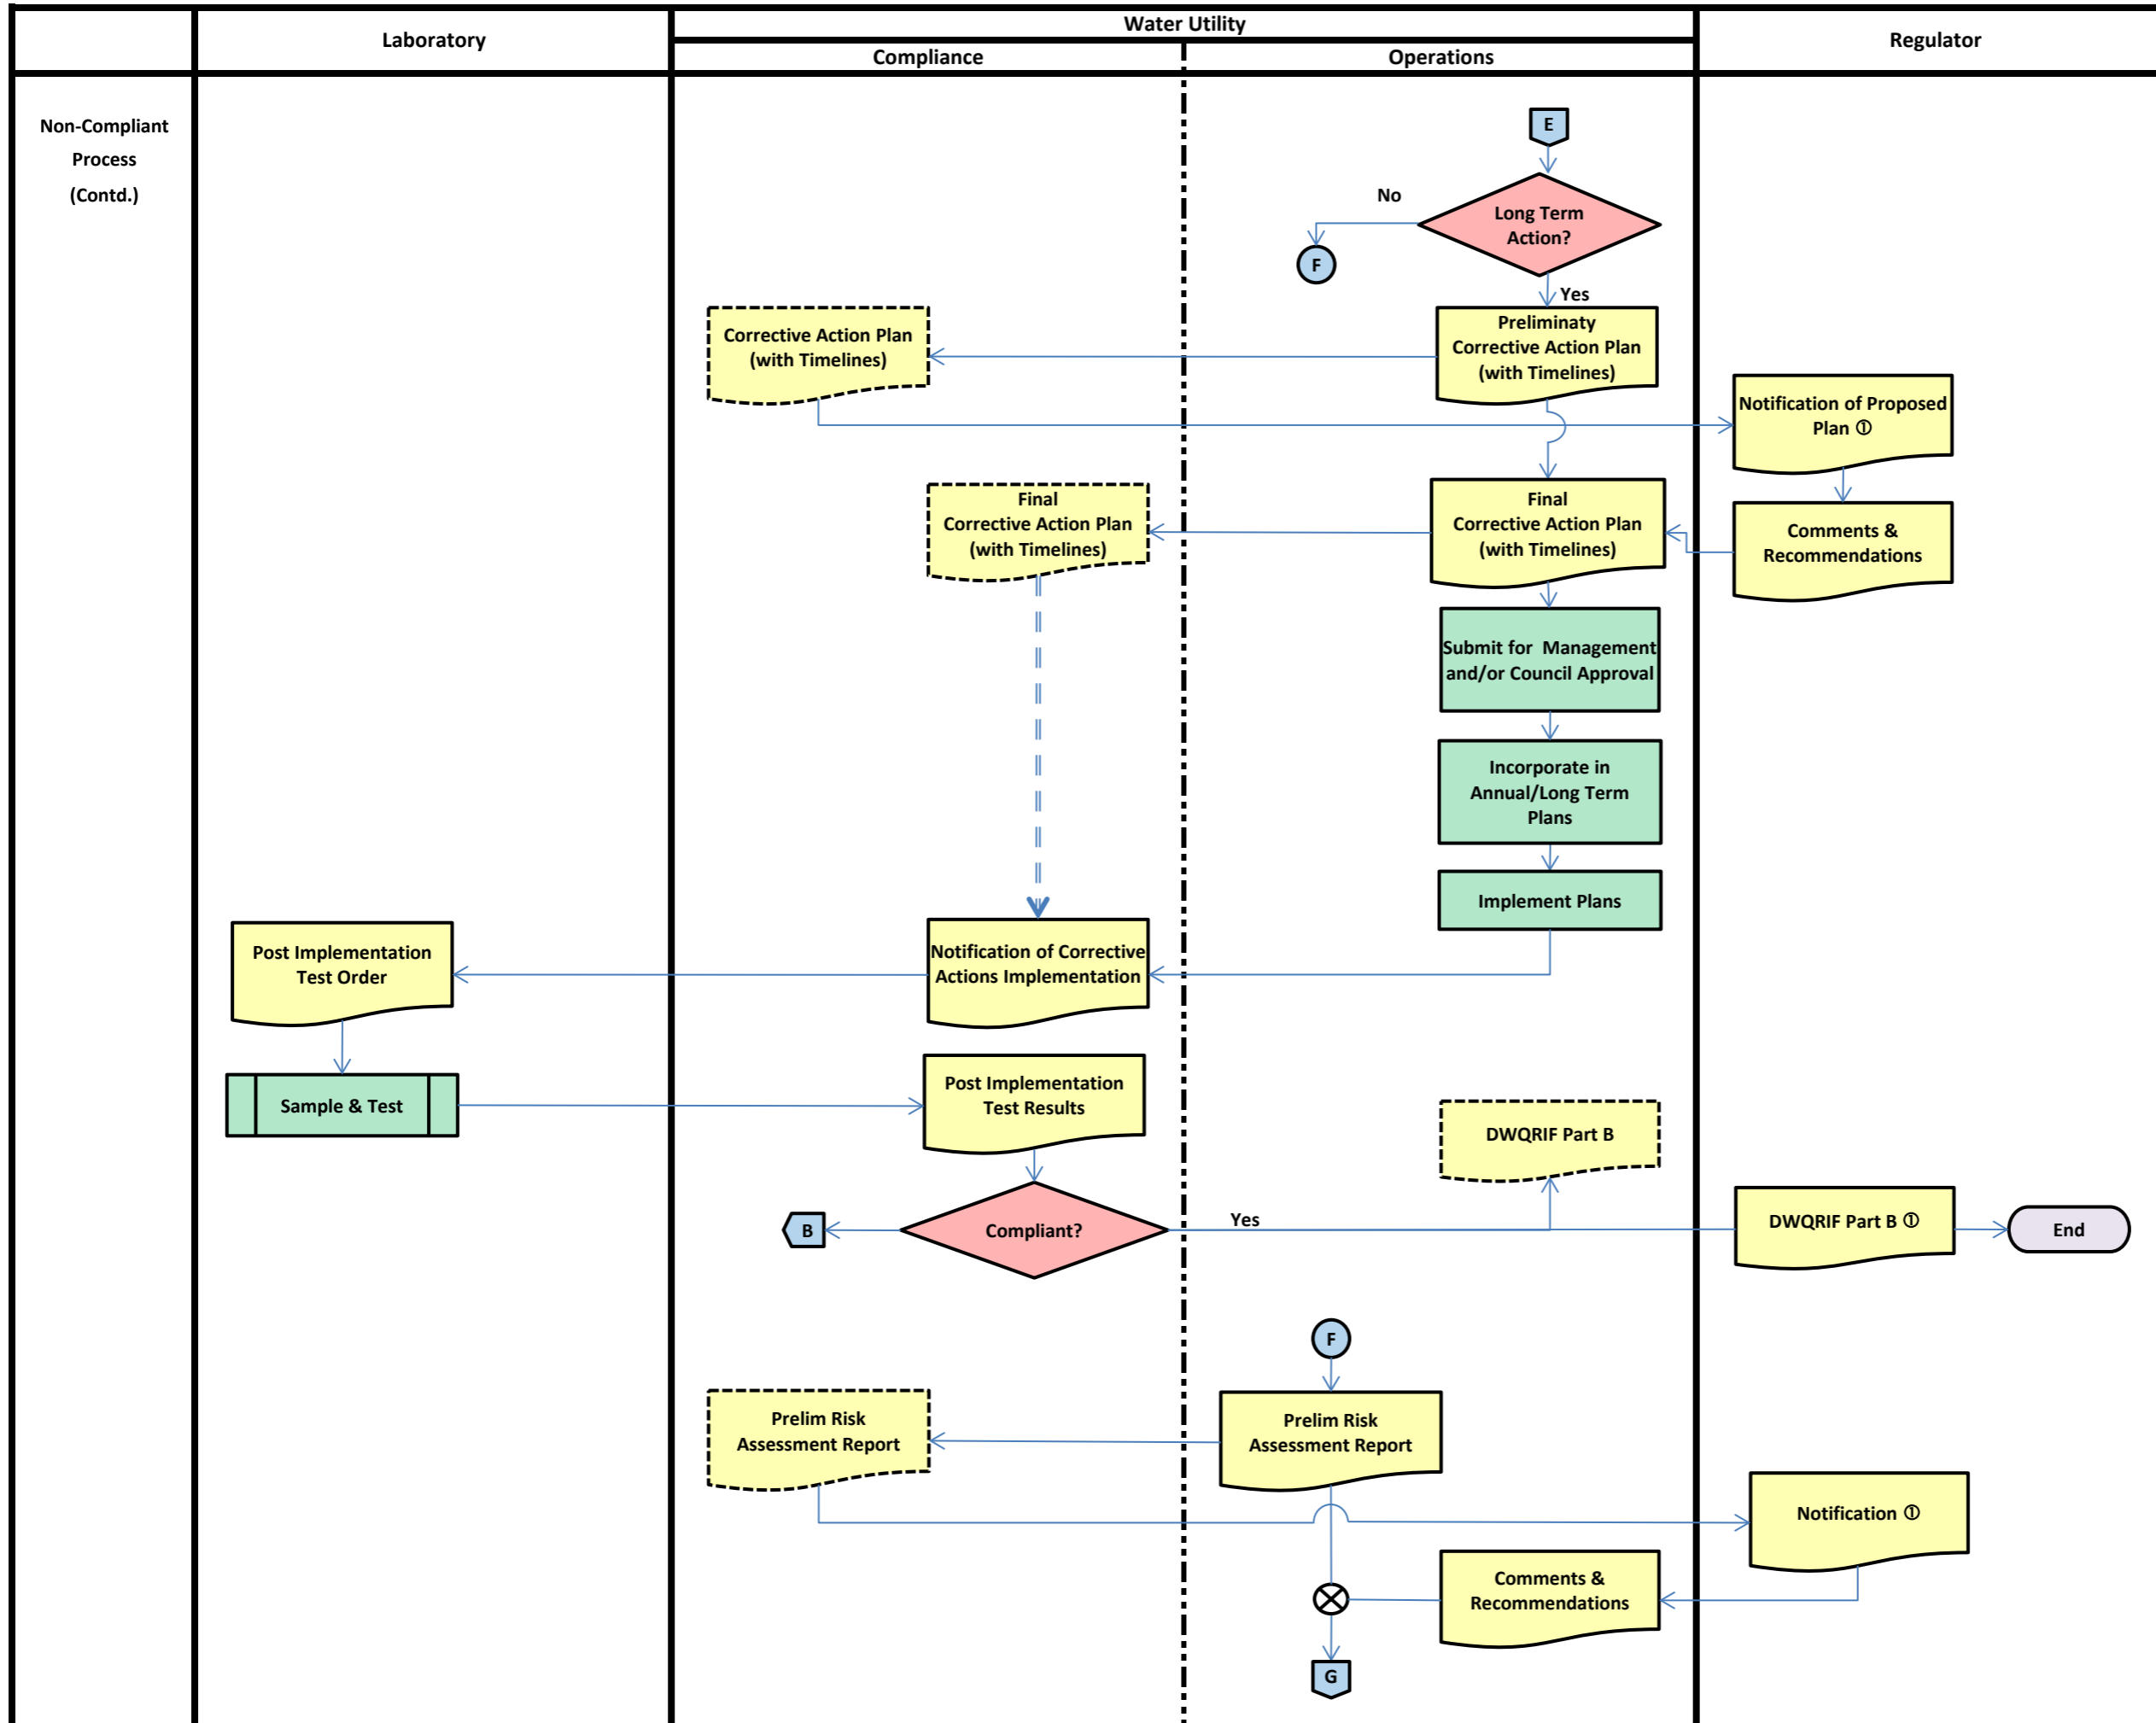 Laboratory
Water Utility
Compliance
Operations
Regulator
Non-Compliant
Process
(Contd.)
E
Long Term
Action?
No
F
Yes
Preliminaty
Corrective Action Plan
(with Timelines)
Corrective Action Plan
(with Timelines)
Notification of Proposed
Plan ①
Comments &
Recommendations
Final
Corrective Action Plan
(with Timelines)
Final
Corrective Action Plan
(with Timelines)
Submit for Management
and/or Council Approval
Incorporate in
Annual/Long Term
Plans
Implement Plans
Notification of Corrective
Actions Implementation
Post Implementation
Test Order
Sample & Test
Post Implementation
Test Results
Compliant?
B
Yes
DWQRIF Part B
DWQRIF Part B ①
End
F
Prelim Risk
Assessment Report
Prelim Risk
Assessment Report
Notification ①
Comments &
Recommendations
G